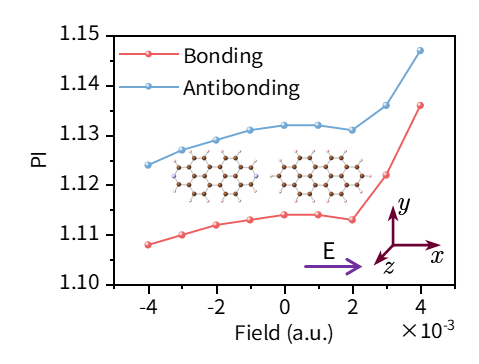 1.15
1.14
1.13
1.12
1.11
1.10
PI
Bonding
Antibonding
E
y
x
z
-4
-2
0
2
4
Field (a.u.)
×10⁻³